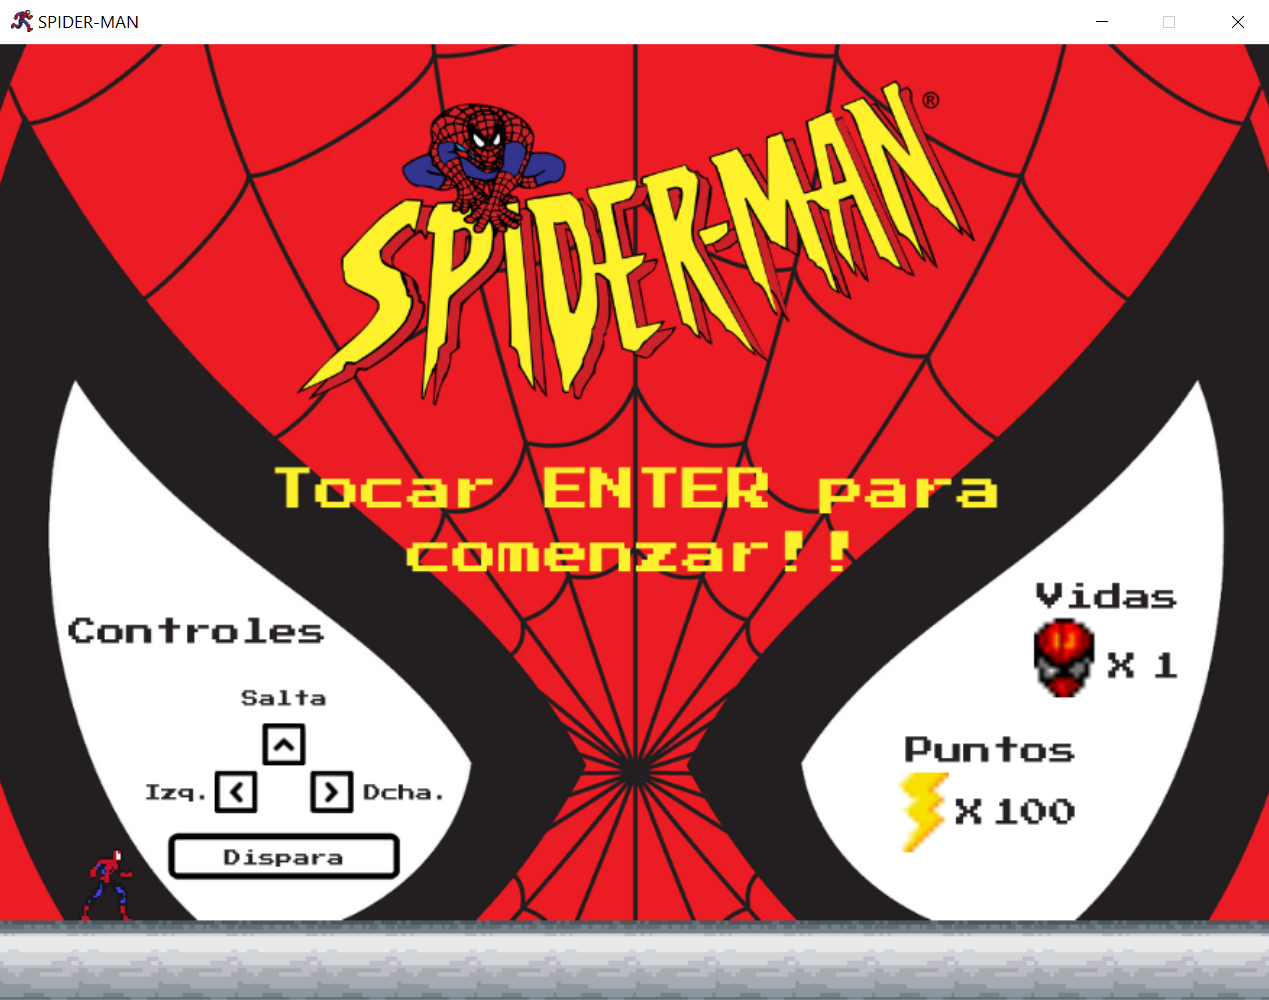 SPIDER-MAN
SPIDER-MAN®
Tocar ENTER para
comenzar!!
Controles
Salta
Izq.
Dcha.
Dispara
Vidas
X 1
Puntos
X 100